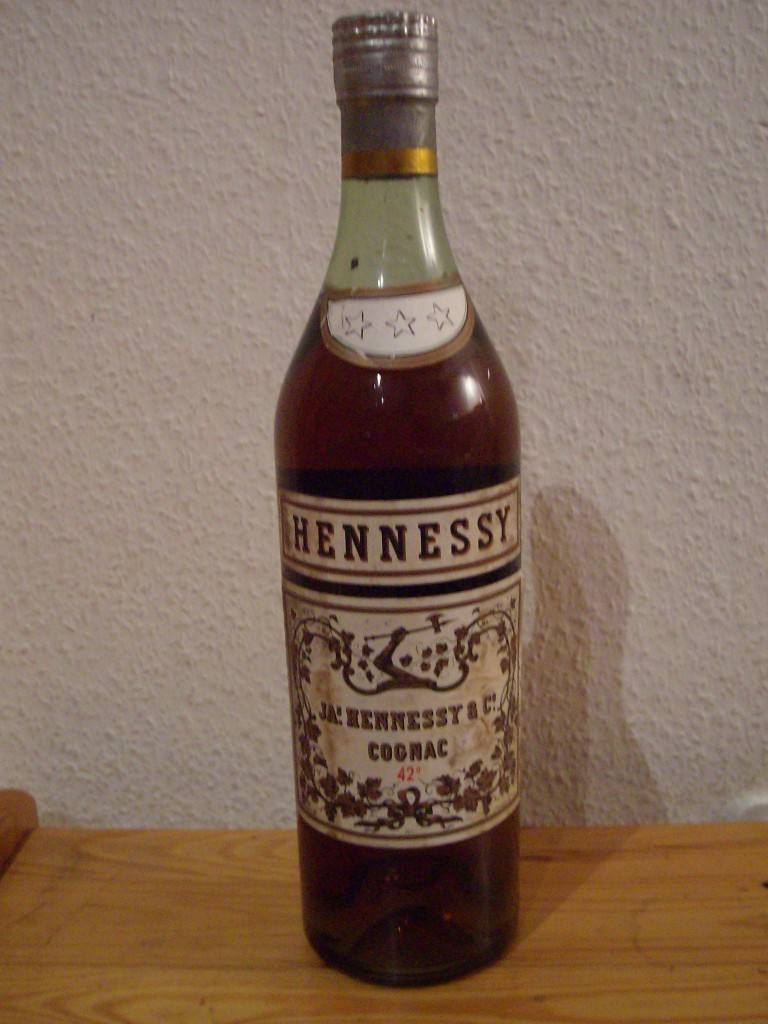 HENNESSY
JAS HENNESSY & Co.
COGNAC
42°